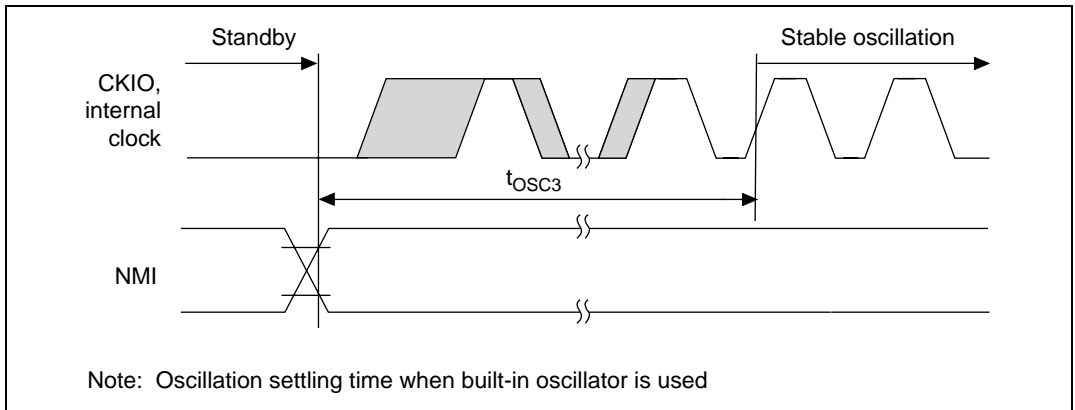 Standby
Stable oscillation
CKIO,
internal
clock
tOSC3
NMI
Note: Oscillation settling time when built-in oscillator is used